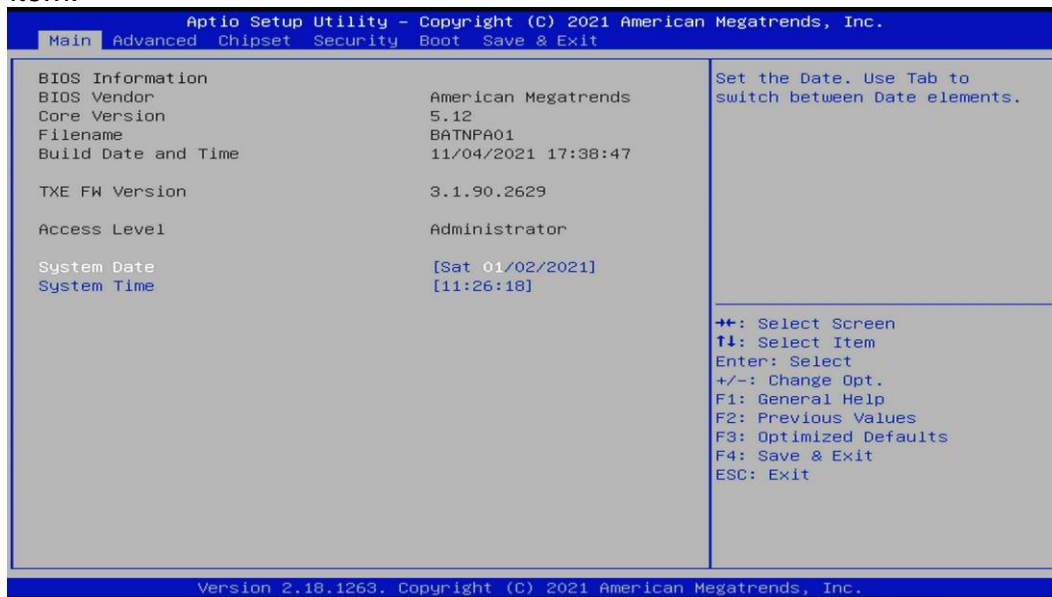 Aptio Setup Utility – Copyright (C) 2021 American Megatrends, Inc.
Main Advanced Chipset Security Boot Save & Exit
BIOS Information
BIOS Vendor American Megatrends
Core Version 5.12
Filename BATNPA01
Build Date and Time 11/04/2021 17:38:47
TXE FW Version 3.1.90.2629
Access Level Administrator
System Date [Sat 01/02/2021]
System Time [11:26:18]
Set the Date. Use Tab to
switch between Date elements.
→←: Select Screen
↑↓: Select Item
Enter: Select
+/-: Change Opt.
F1: General Help
F2: Previous Values
F3: Optimized Defaults
F4: Save & Exit
ESC: Exit
Version 2.18.1263. Copyright (C) 2021 American Megatrends, Inc.